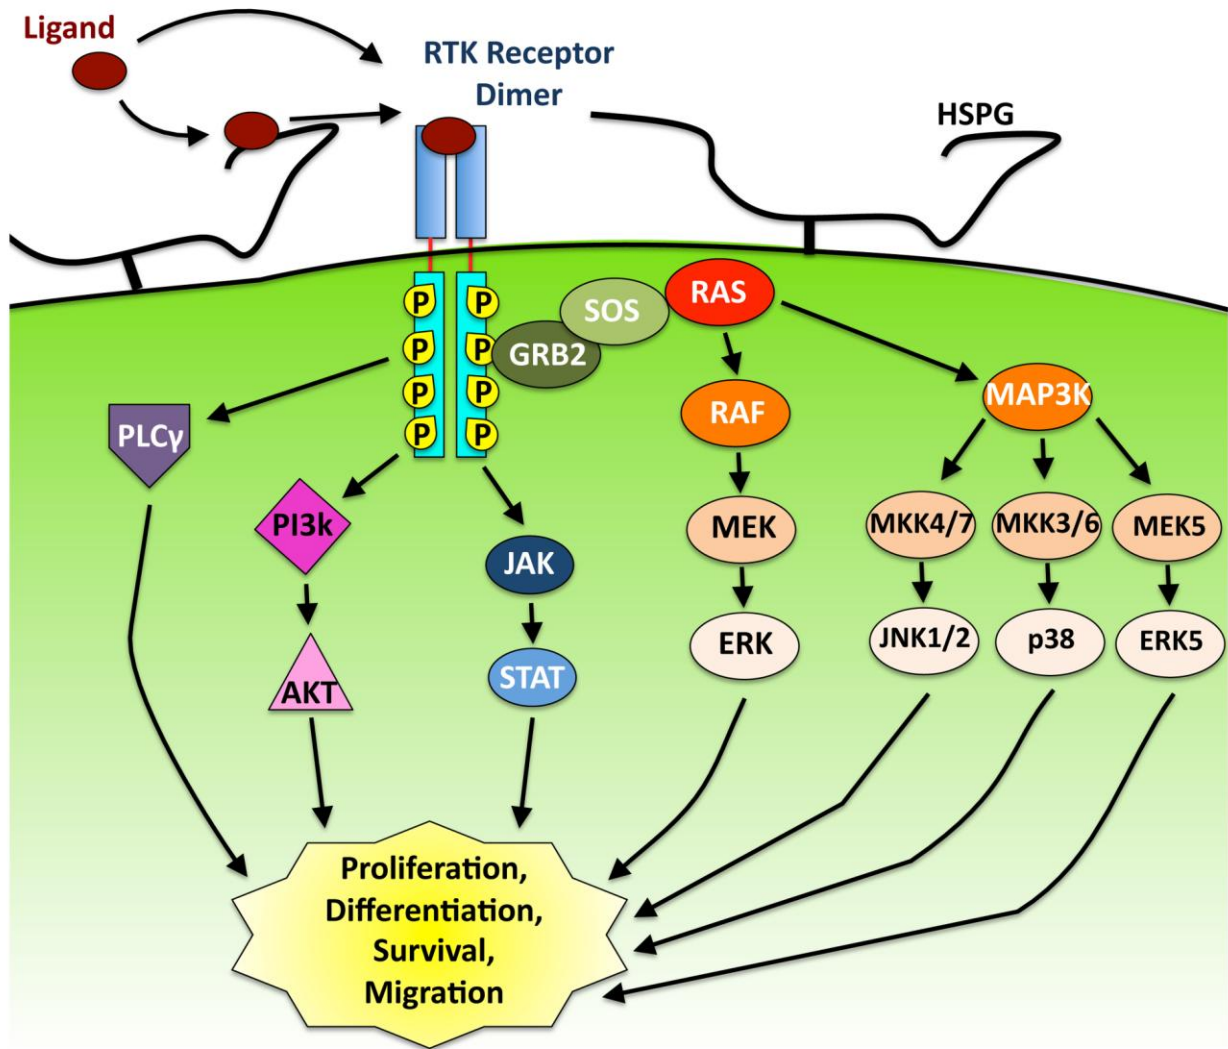 Ligand
RTK Receptor
Dimer
HSPG
P
P
P
P
P
P
P
P
GRB2
SOS
RAS
PLCγ
PI3k
AKT
JAK
STAT
RAF
MEK
ERK
MAP3K
MKK4/7
MKK3/6
MEK5
JNK1/2
p38
ERK5
Proliferation,
Differentiation,
Survival,
Migration